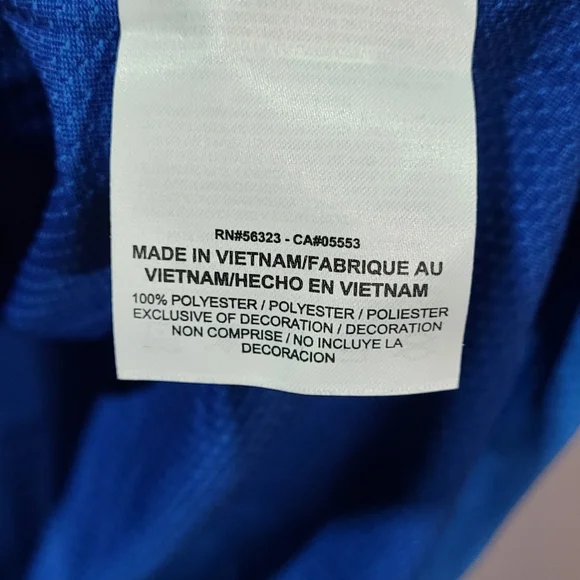 RN#56323 - CA#05553
MADE IN VIETNAM/FABRIQUE AU
VIETNAM/HECHO EN VIETNAM
100% POLYESTER / POLYESTER / POLIESTER
EXCLUSIVE OF DECORATION / DECORATION
NON COMPRISE / NO INCLUYE LA
DECORACION